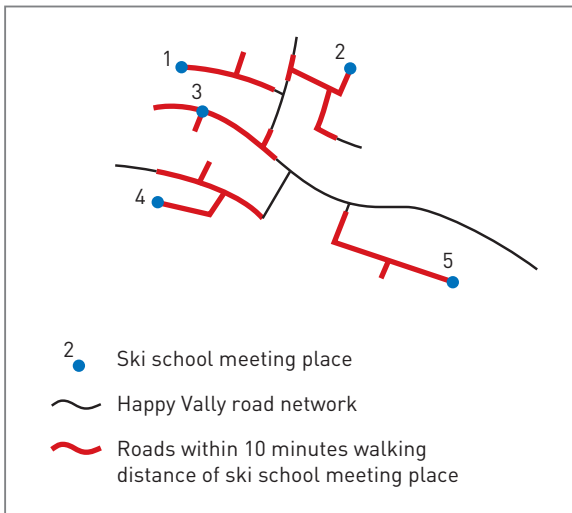 1
2
3
4
5
2
Ski school meeting place
Happy Vally road network
Roads within 10 minutes walking
distance of ski school meeting place